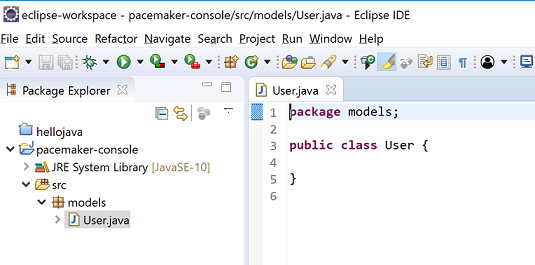 eclipse-workspace - pacemaker-console/src/models/User.java - Eclipse IDE
File Edit Source Refactor Navigate Search Project Run Window Help
Package Explorer
hellojava
pacemaker-console
JRE System Library [JavaSE-10]
src
models
User.java
User.java
1 package models;
2
3 public class User {
4
5 }
6